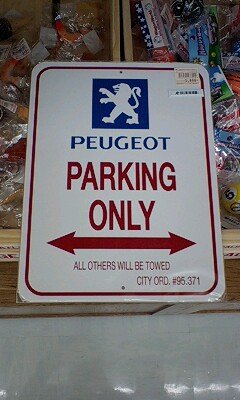 PEUGEOT
PARKING
ONLY
ALL OTHERS WILL BE TOWED
CITY ORD. #95.371